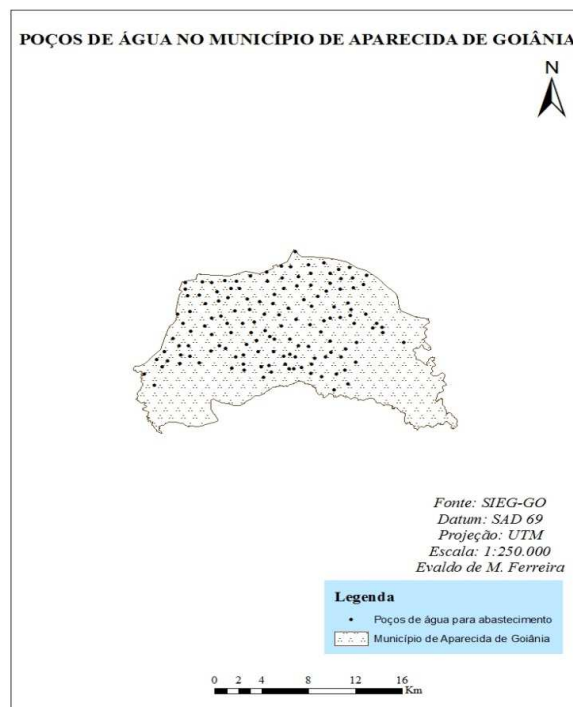 POÇOS DE ÁGUA NO MUNICÍPIO DE APARECIDA DE GOIÂNIA
N
Fonte: SIEG-GO
Datum: SAD 69
Projeção: UTM
Escala: 1:250.000
Evaldo de M. Ferreira
Legenda
Poços de água para abastecimento
Município de Aparecida de Goiânia
0 2 4 8 12 16
Km